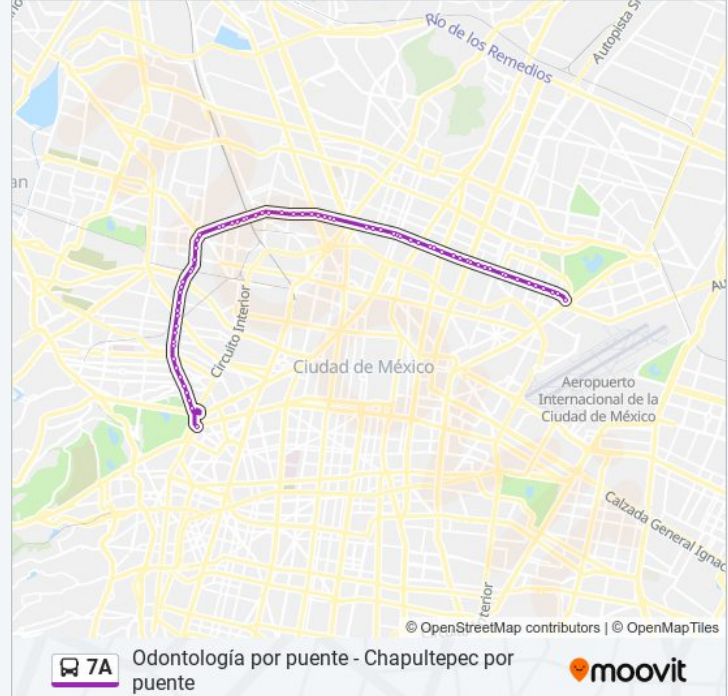 Río de los Remedios
Autopista S
an
Circuito Interior
Ciudad de México
Au
Aeropuerto
Internacional de la
Ciudad de México
Calzada General Ignac
erior
© OpenStreetMap contributors | © OpenMapTiles
7A
Odontología por puente - Chapultepec por
puente
moovit